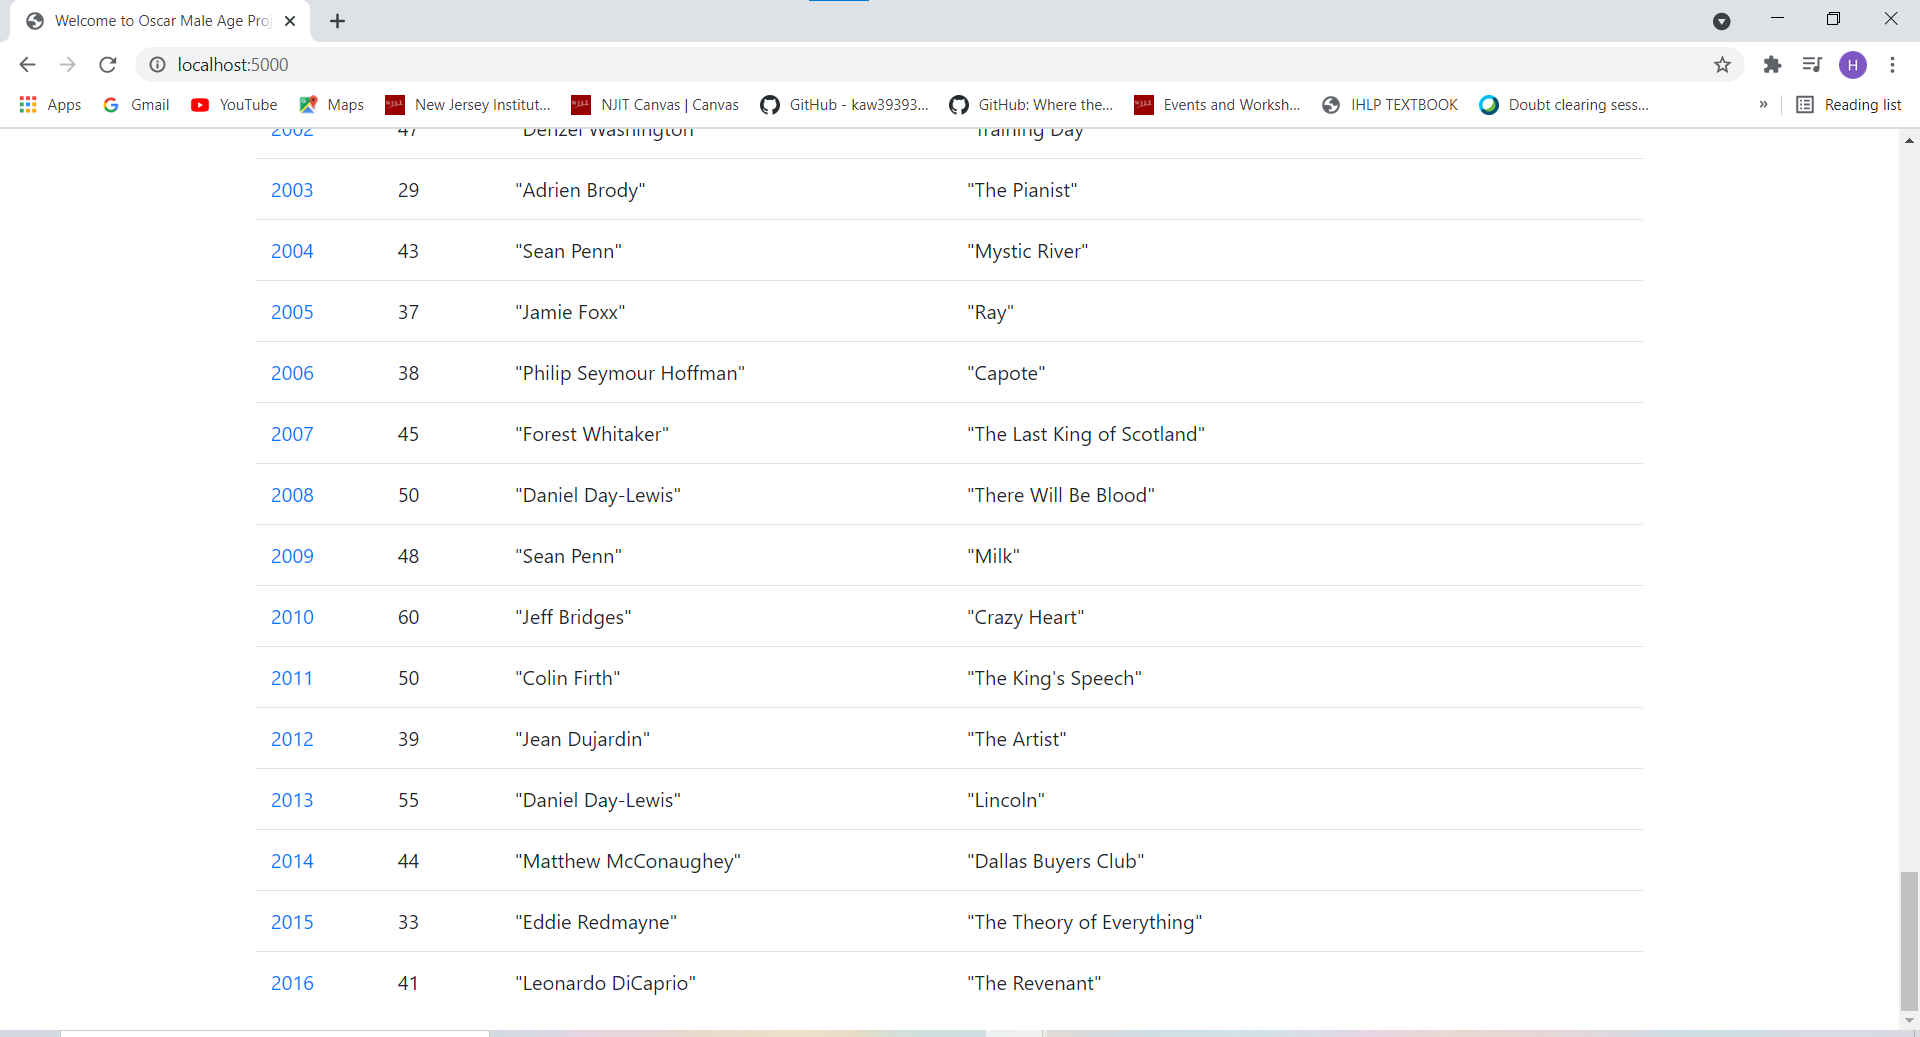 Welcome to Oscar Male Age Proj
localhost:5000
Apps Gmail YouTube Maps New Jersey Institut... NJIT Canvas | Canvas GitHub - kaw39393... GitHub: Where the... Events and Worksh... IHLP TEXTBOOK Doubt clearing sess... » Reading list
H
2002 47 "Denzel Washington" "Training Day"
2003 29 "Adrien Brody" "The Pianist"
2004 43 "Sean Penn" "Mystic River"
2005 37 "Jamie Foxx" "Ray"
2006 38 "Philip Seymour Hoffman" "Capote"
2007 45 "Forest Whitaker" "The Last King of Scotland"
2008 50 "Daniel Day-Lewis" "There Will Be Blood"
2009 48 "Sean Penn" "Milk"
2010 60 "Jeff Bridges" "Crazy Heart"
2011 50 "Colin Firth" "The King's Speech"
2012 39 "Jean Dujardin" "The Artist"
2013 55 "Daniel Day-Lewis" "Lincoln"
2014 44 "Matthew McConaughey" "Dallas Buyers Club"
2015 33 "Eddie Redmayne" "The Theory of Everything"
2016 41 "Leonardo DiCaprio" "The Revenant"